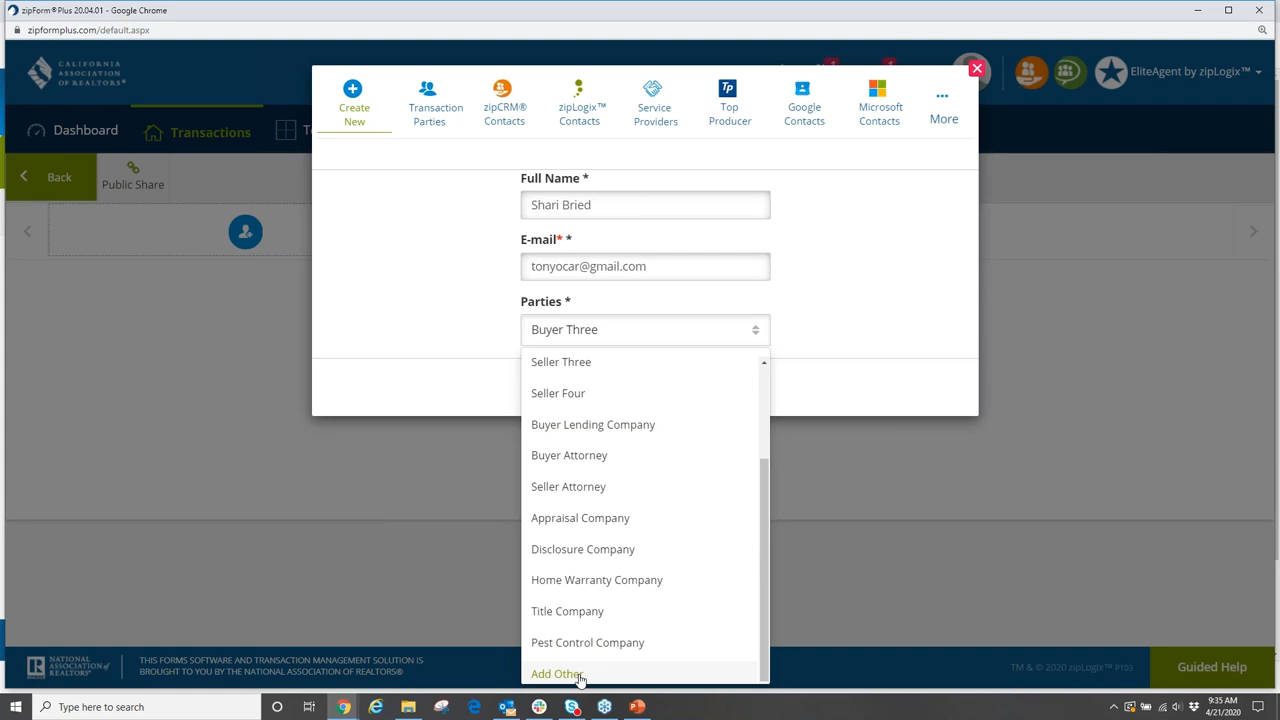 zipForm® Plus 20.04.01 - Google Chrome
zipformplus.com/default.aspx
CALIFORNIA
ASSOCIATION
OF REALTORS®
EliteAgent by zipLogix™
Create
New
Transaction
Parties
zipCRM®
Contacts
zipLogix™
Contacts
Service
Providers
Tp
Top
Producer
Google
Contacts
Microsoft
Contacts
More
Dashboard
Transactions
Back
Public Share
Full Name *
Shari Bried
E-mail* *
tonyocar@gmail.com
Parties *
Buyer Three
Seller Three
Seller Four
Buyer Lending Company
Buyer Attorney
Seller Attorney
Appraisal Company
Disclosure Company
Home Warranty Company
Title Company
Pest Control Company
Add Other
NATIONAL
ASSOCIATION of
REALTORS®
THIS FORMS SOFTWARE AND TRANSACTION MANAGEMENT SOLUTION IS
BROUGHT TO YOU BY THE NATIONAL ASSOCIATION OF REALTORS®
TM & © 2020 zipLogix™ P103
Guided Help
Type here to search
9:35 AM
4/21/2020